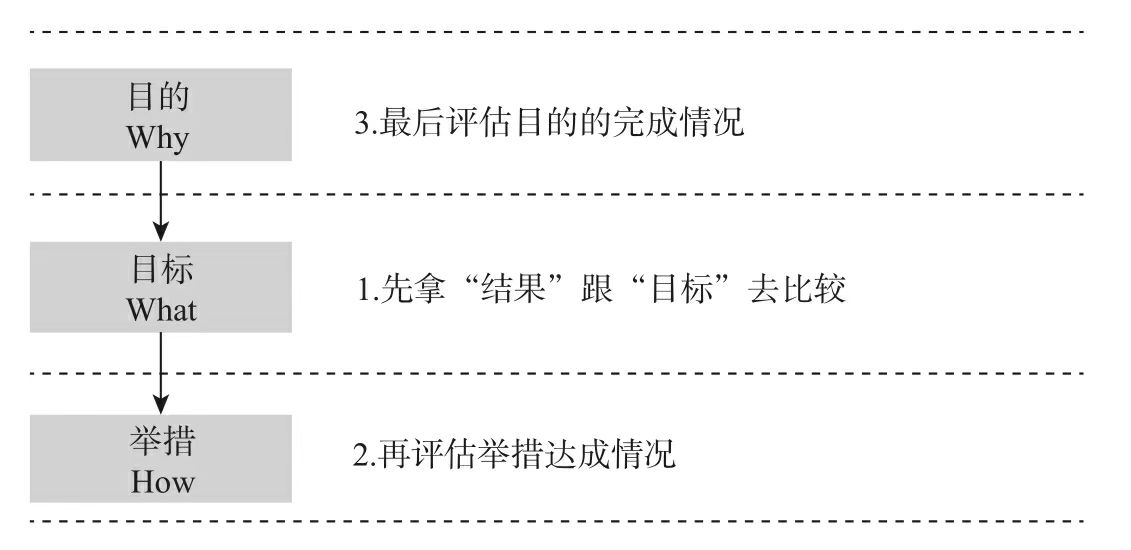 目的
Why
3.最后评估目的的完成情况
目标
What
1.先拿“结果”跟“目标”去比较
举措
How
2.再评估举措达成情况